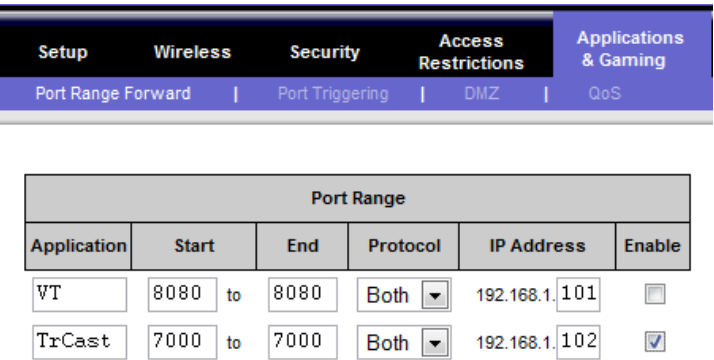 Setup Wireless Security Access Restrictions Applications & Gaming
Port Range Forward | Port Triggering | DMZ | QoS
Port Range
Application Start End Protocol IP Address Enable
VT 8080 to 8080 Both 192.168.1. 101
TrCast 7000 to 7000 Both 192.168.1. 102